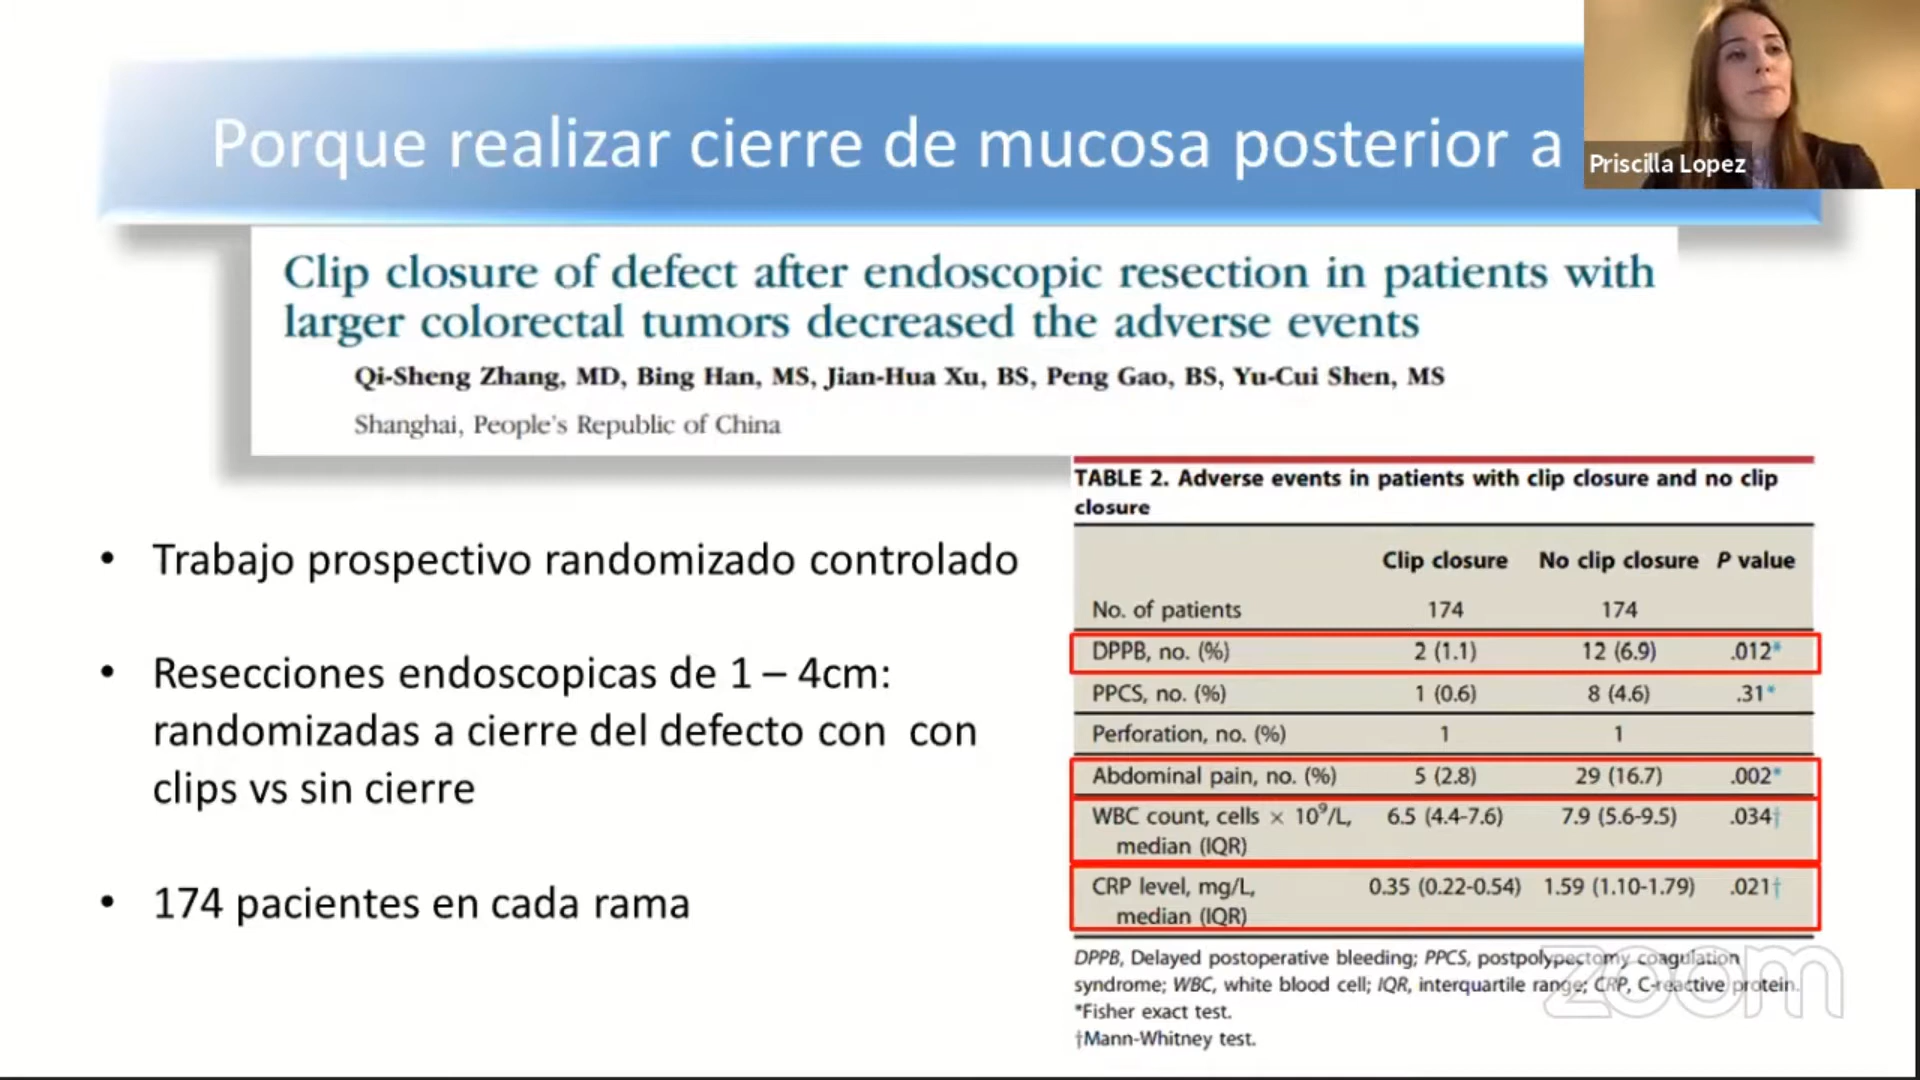 Porque realizar cierre de mucosa posterior a
Priscilla Lopez
Clip closure of defect after endoscopic resection in patients with
larger colorectal tumors decreased the adverse events
Qi-Sheng Zhang, MD, Bing Han, MS, Jian-Hua Xu, BS, Peng Gao, BS, Yu-Cui Shen, MS
Shanghai, People's Republic of China
• Trabajo prospectivo randomizado controlado
• Resecciones endoscopicas de 1 – 4cm:
randomizadas a cierre del defecto con con
clips vs sin cierre
• 174 pacientes en cada rama
TABLE 2. Adverse events in patients with clip closure and no clip
closure
Clip closure No clip closure P value
No. of patients 174 174
DPPB, no. (%) 2 (1.1) 12 (6.9) .012*
PPCS, no. (%) 1 (0.6) 8 (4.6) .31*
Perforation, no. (%) 1 1
Abdominal pain, no. (%) 5 (2.8) 29 (16.7) .002*
WBC count, cells × 10⁹/L, 6.5 (4.4-7.6) 7.9 (5.6-9.5) .034†
median (IQR)
CRP level, mg/L, 0.35 (0.22-0.54) 1.59 (1.10-1.79) .021†
median (IQR)
DPPB, Delayed postoperative bleeding; PPCS, postpolypectomy coagulation
syndrome; WBC, white blood cell; IQR, interquartile range; CRP, C-reactive protein.
*Fisher exact test.
†Mann-Whitney test.
zoom